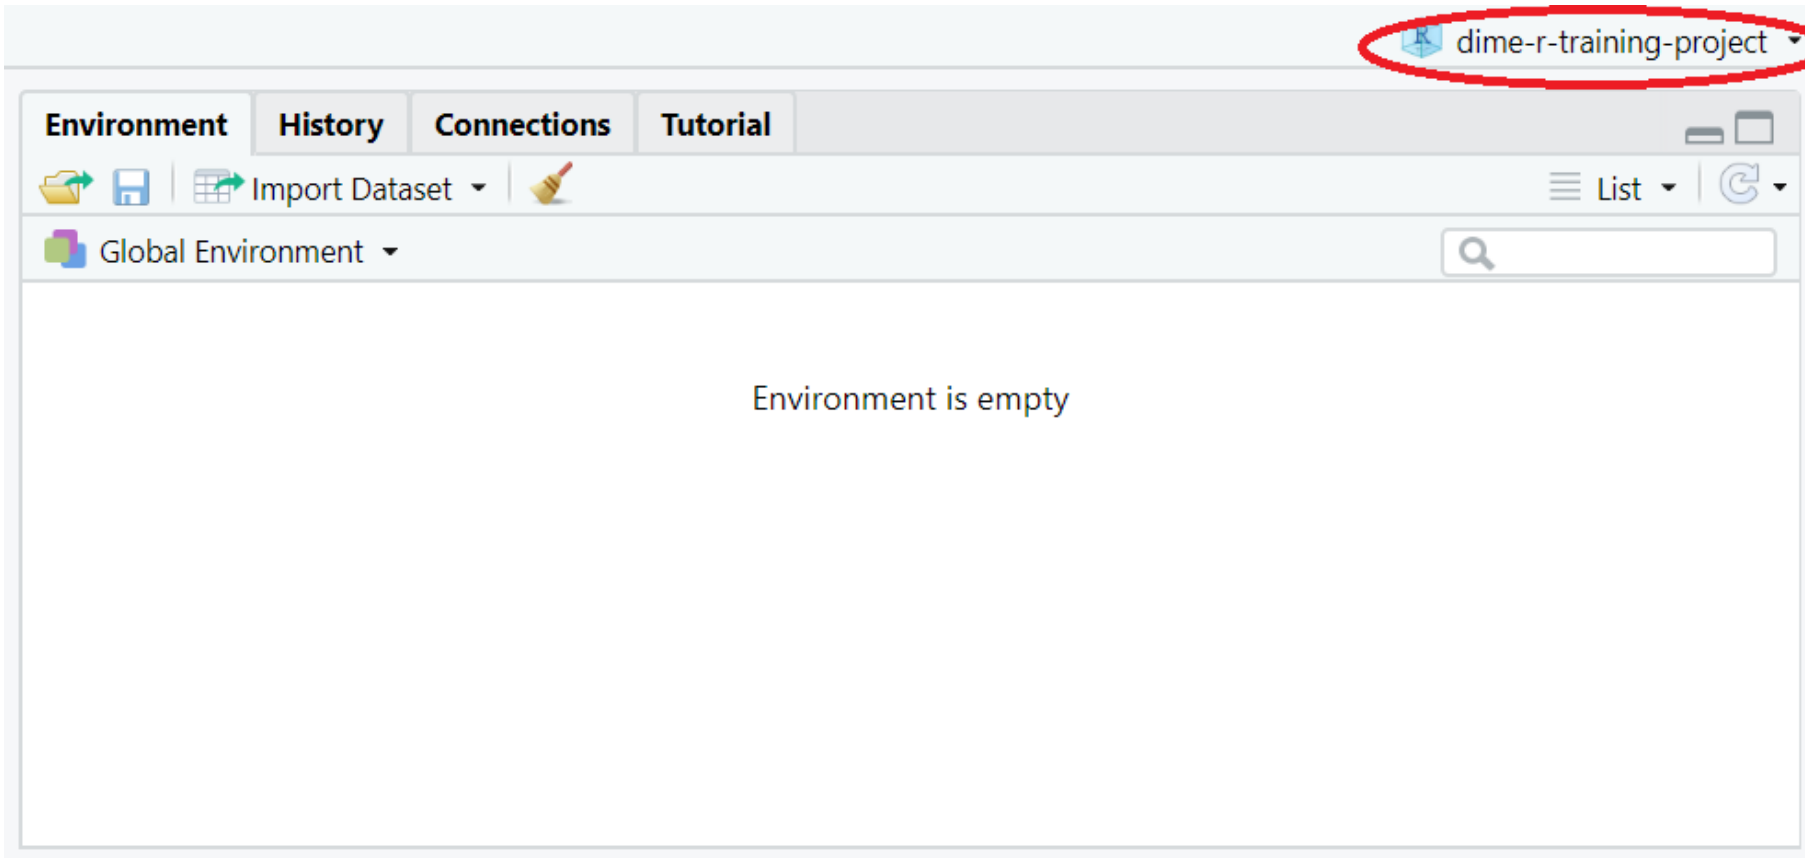 dime-r-training-project
Environment History Connections Tutorial
Import Dataset List
Global Environment
Environment is empty